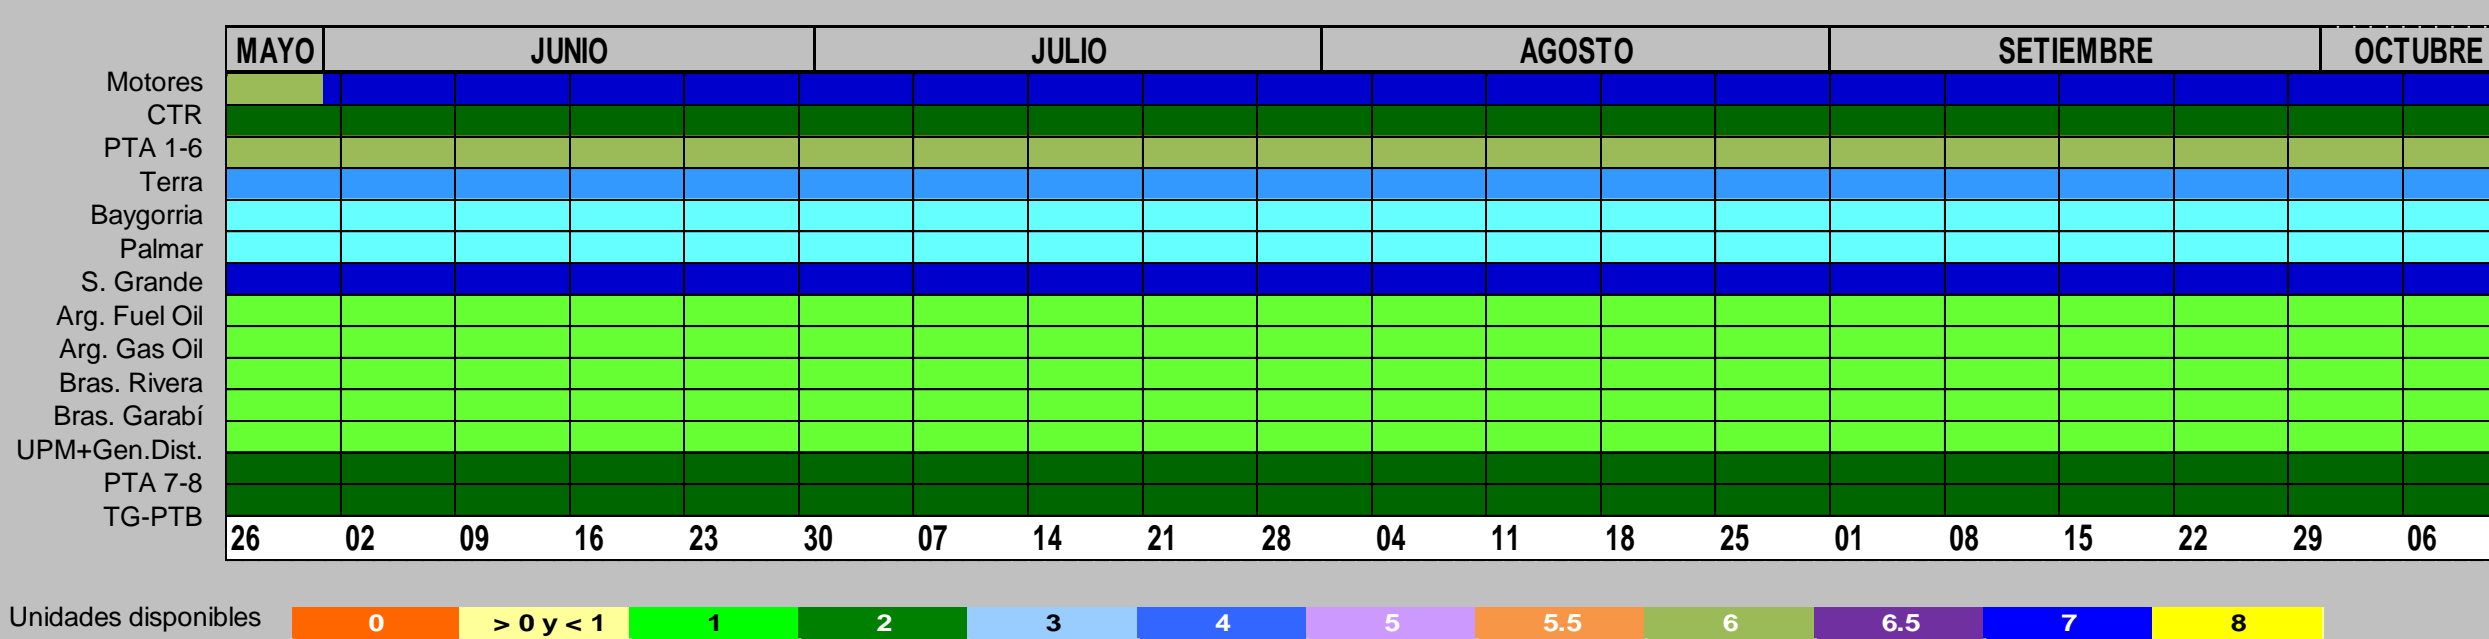 MAYO JUNIO JULIO AGOSTO SETIEMBRE OCTUBRE
Motores
CTR
PTA 1-6
Terra
Baygorria
Palmar
S. Grande
Arg. Fuel Oil
Arg. Gas Oil
Bras. Rivera
Bras. Garabí
UPM+Gen.Dist.
PTA 7-8
TG-PTB
26 02 09 16 23 30 07 14 21 28 04 11 18 25 01 08 15 22 29 06
Unidades disponibles 0 > 0 y < 1 1 2 3 4 5 5.5 6 6.5 7 8